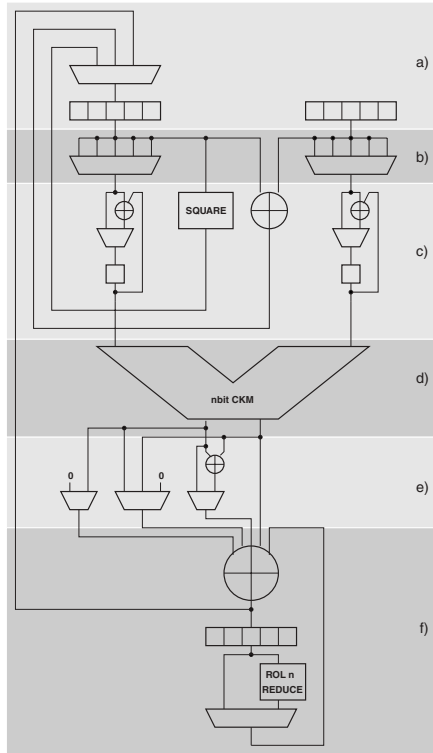 a)
b)
SQUARE
c)
d)
nbit CKM
e)
0
0
f)
ROL n
REDUCE